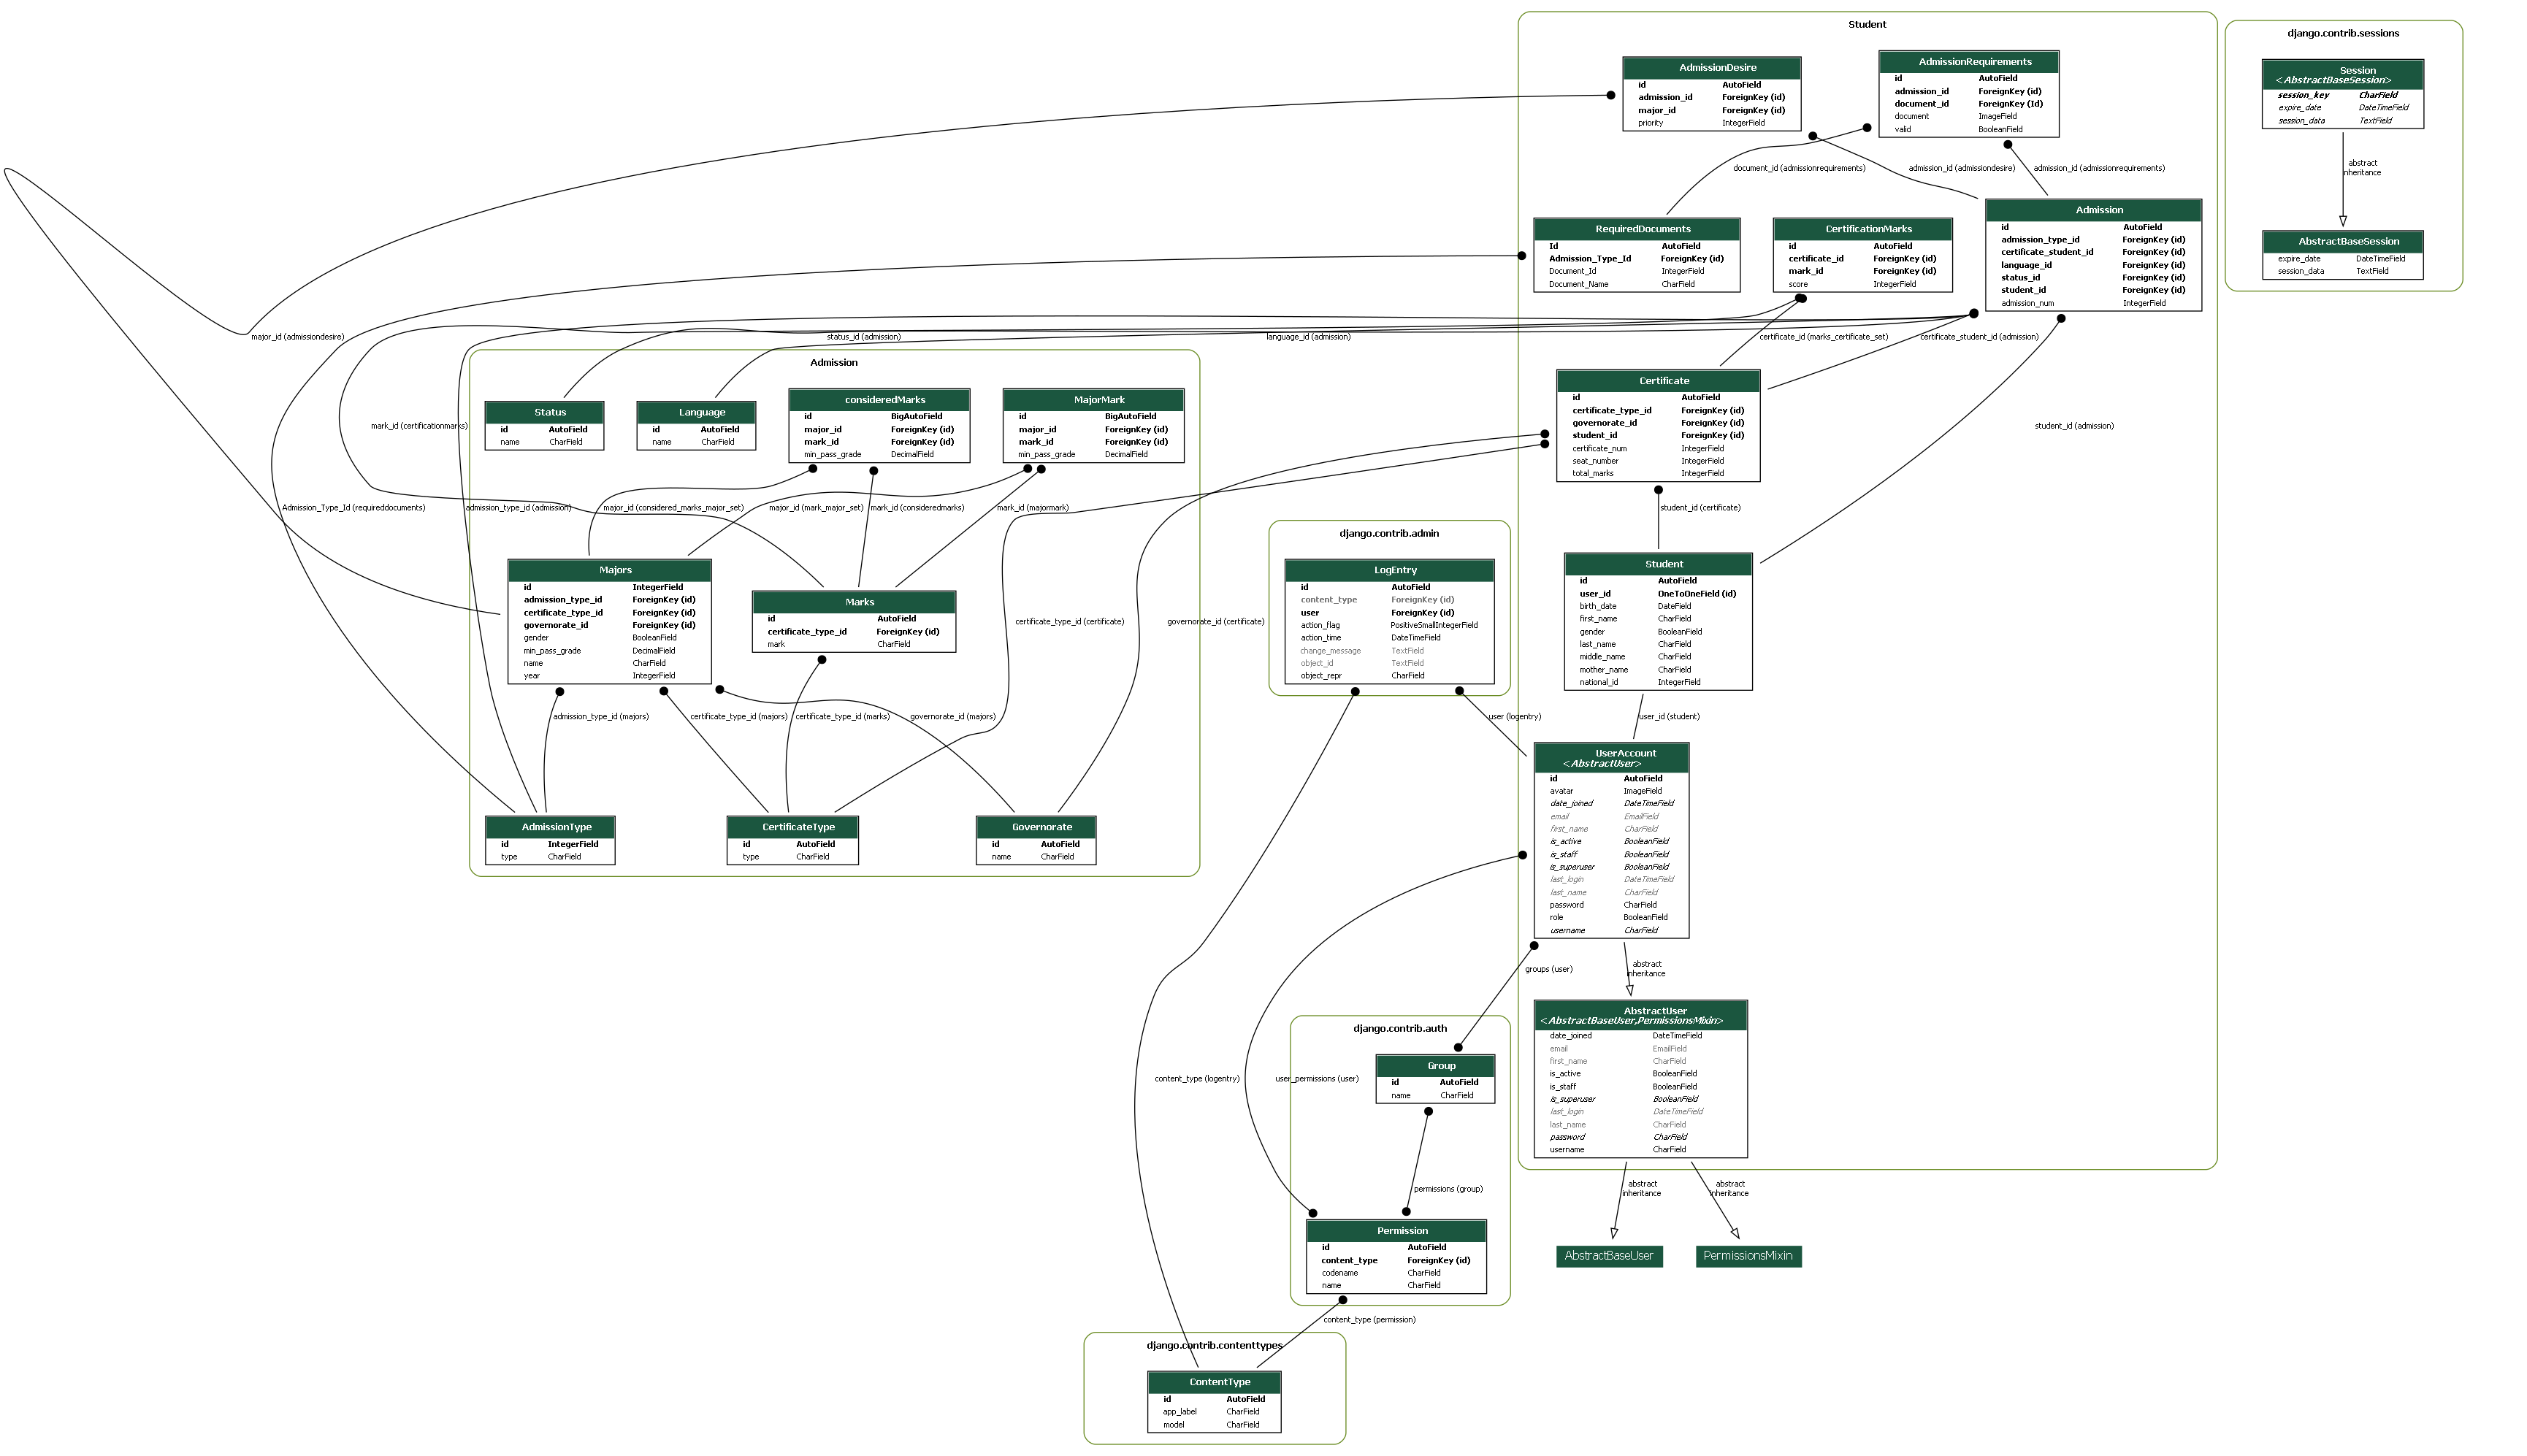 Student
AdmissionDesire
id AutoField
admission_id ForeignKey (id)
major_id ForeignKey (id)
priority IntegerField
AdmissionRequirements
id AutoField
admission_id ForeignKey (id)
document_id ForeignKey (Id)
document ImageField
valid BooleanField
document_id (admissionrequirements)
admission_id (admissiondesire)
admission_id (admissionrequirements)
RequiredDocuments
Id AutoField
Admission_Type_Id ForeignKey (id)
Document_Id IntegerField
Document_Name CharField
CertificationMarks
id AutoField
certificate_id ForeignKey (id)
mark_id ForeignKey (id)
score IntegerField
Admission
id AutoField
admission_type_id ForeignKey (id)
certificate_student_id ForeignKey (id)
language_id ForeignKey (id)
status_id ForeignKey (id)
student_id ForeignKey (id)
admission_num IntegerField
django.contrib.sessions
Session
<AbstractBaseSession>
session_key CharField
expire_date DateTimeField
session_data TextField
abstract
inheritance
AbstractBaseSession
expire_date DateTimeField
session_data TextField
major_id (admissiondesire)
status_id (admission)
language_id (admission)
certificate_id (marks_certificate_set)
certificate_student_id (admission)
Admission
Status
id AutoField
name CharField
Language
id AutoField
name CharField
consideredMarks
id BigAutoField
major_id ForeignKey (id)
mark_id ForeignKey (id)
min_pass_grade DecimalField
MajorMark
id BigAutoField
major_id ForeignKey (id)
mark_id ForeignKey (id)
min_pass_grade DecimalField
Certificate
id AutoField
certificate_type_id ForeignKey (id)
governorate_id ForeignKey (id)
student_id ForeignKey (id)
certificate_num IntegerField
seat_number IntegerField
total_marks IntegerField
mark_id (certificationmarks)
student_id (admission)
Admission_Type_Id (requireddocuments)
admission_type_id (admission)
major_id (considered_marks_major_set)
major_id (mark_major_set)
mark_id (consideredmarks)
mark_id (majormark)
student_id (certificate)
Majors
id IntegerField
admission_type_id ForeignKey (id)
certificate_type_id ForeignKey (id)
governorate_id ForeignKey (id)
gender BooleanField
min_pass_grade DecimalField
name CharField
year IntegerField
Marks
id AutoField
certificate_type_id ForeignKey (id)
mark CharField
certificate_type_id (certificate)
governorate_id (certificate)
django.contrib.admin
LogEntry
id AutoField
content_type ForeignKey (id)
user ForeignKey (id)
action_flag PositiveSmallIntegerField
action_time DateTimeField
change_message TextField
object_id TextField
object_repr CharField
Student
id AutoField
user_id OneToOneField (id)
birth_date DateField
first_name CharField
gender BooleanField
last_name CharField
middle_name CharField
mother_name CharField
national_id IntegerField
admission_type_id (majors)
certificate_type_id (majors)
certificate_type_id (marks)
governorate_id (majors)
user (logentry)
user_id (student)
AdmissionType
id IntegerField
type CharField
CertificateType
id AutoField
type CharField
Governorate
id AutoField
name CharField
UserAccount
<AbstractUser>
id AutoField
avatar ImageField
date_joined DateTimeField
email EmailField
first_name CharField
is_active BooleanField
is_staff BooleanField
is_superuser BooleanField
last_login DateTimeField
last_name CharField
password CharField
role BooleanField
username CharField
groups (user)
abstract
inheritance
AbstractUser
<AbstractBaseUser,PermissionsMixin>
date_joined DateTimeField
email EmailField
first_name CharField
is_active BooleanField
is_staff BooleanField
is_superuser BooleanField
last_login DateTimeField
last_name CharField
password CharField
username CharField
django.contrib.auth
Group
id AutoField
name CharField
content_type (logentry)
user_permissions (user)
permissions (group)
abstract
inheritance
abstract
inheritance
Permission
id AutoField
content_type ForeignKey (id)
codename CharField
name CharField
AbstractBaseUser
PermissionsMixin
content_type (permission)
django.contrib.contenttypes
ContentType
id AutoField
app_label CharField
model CharField